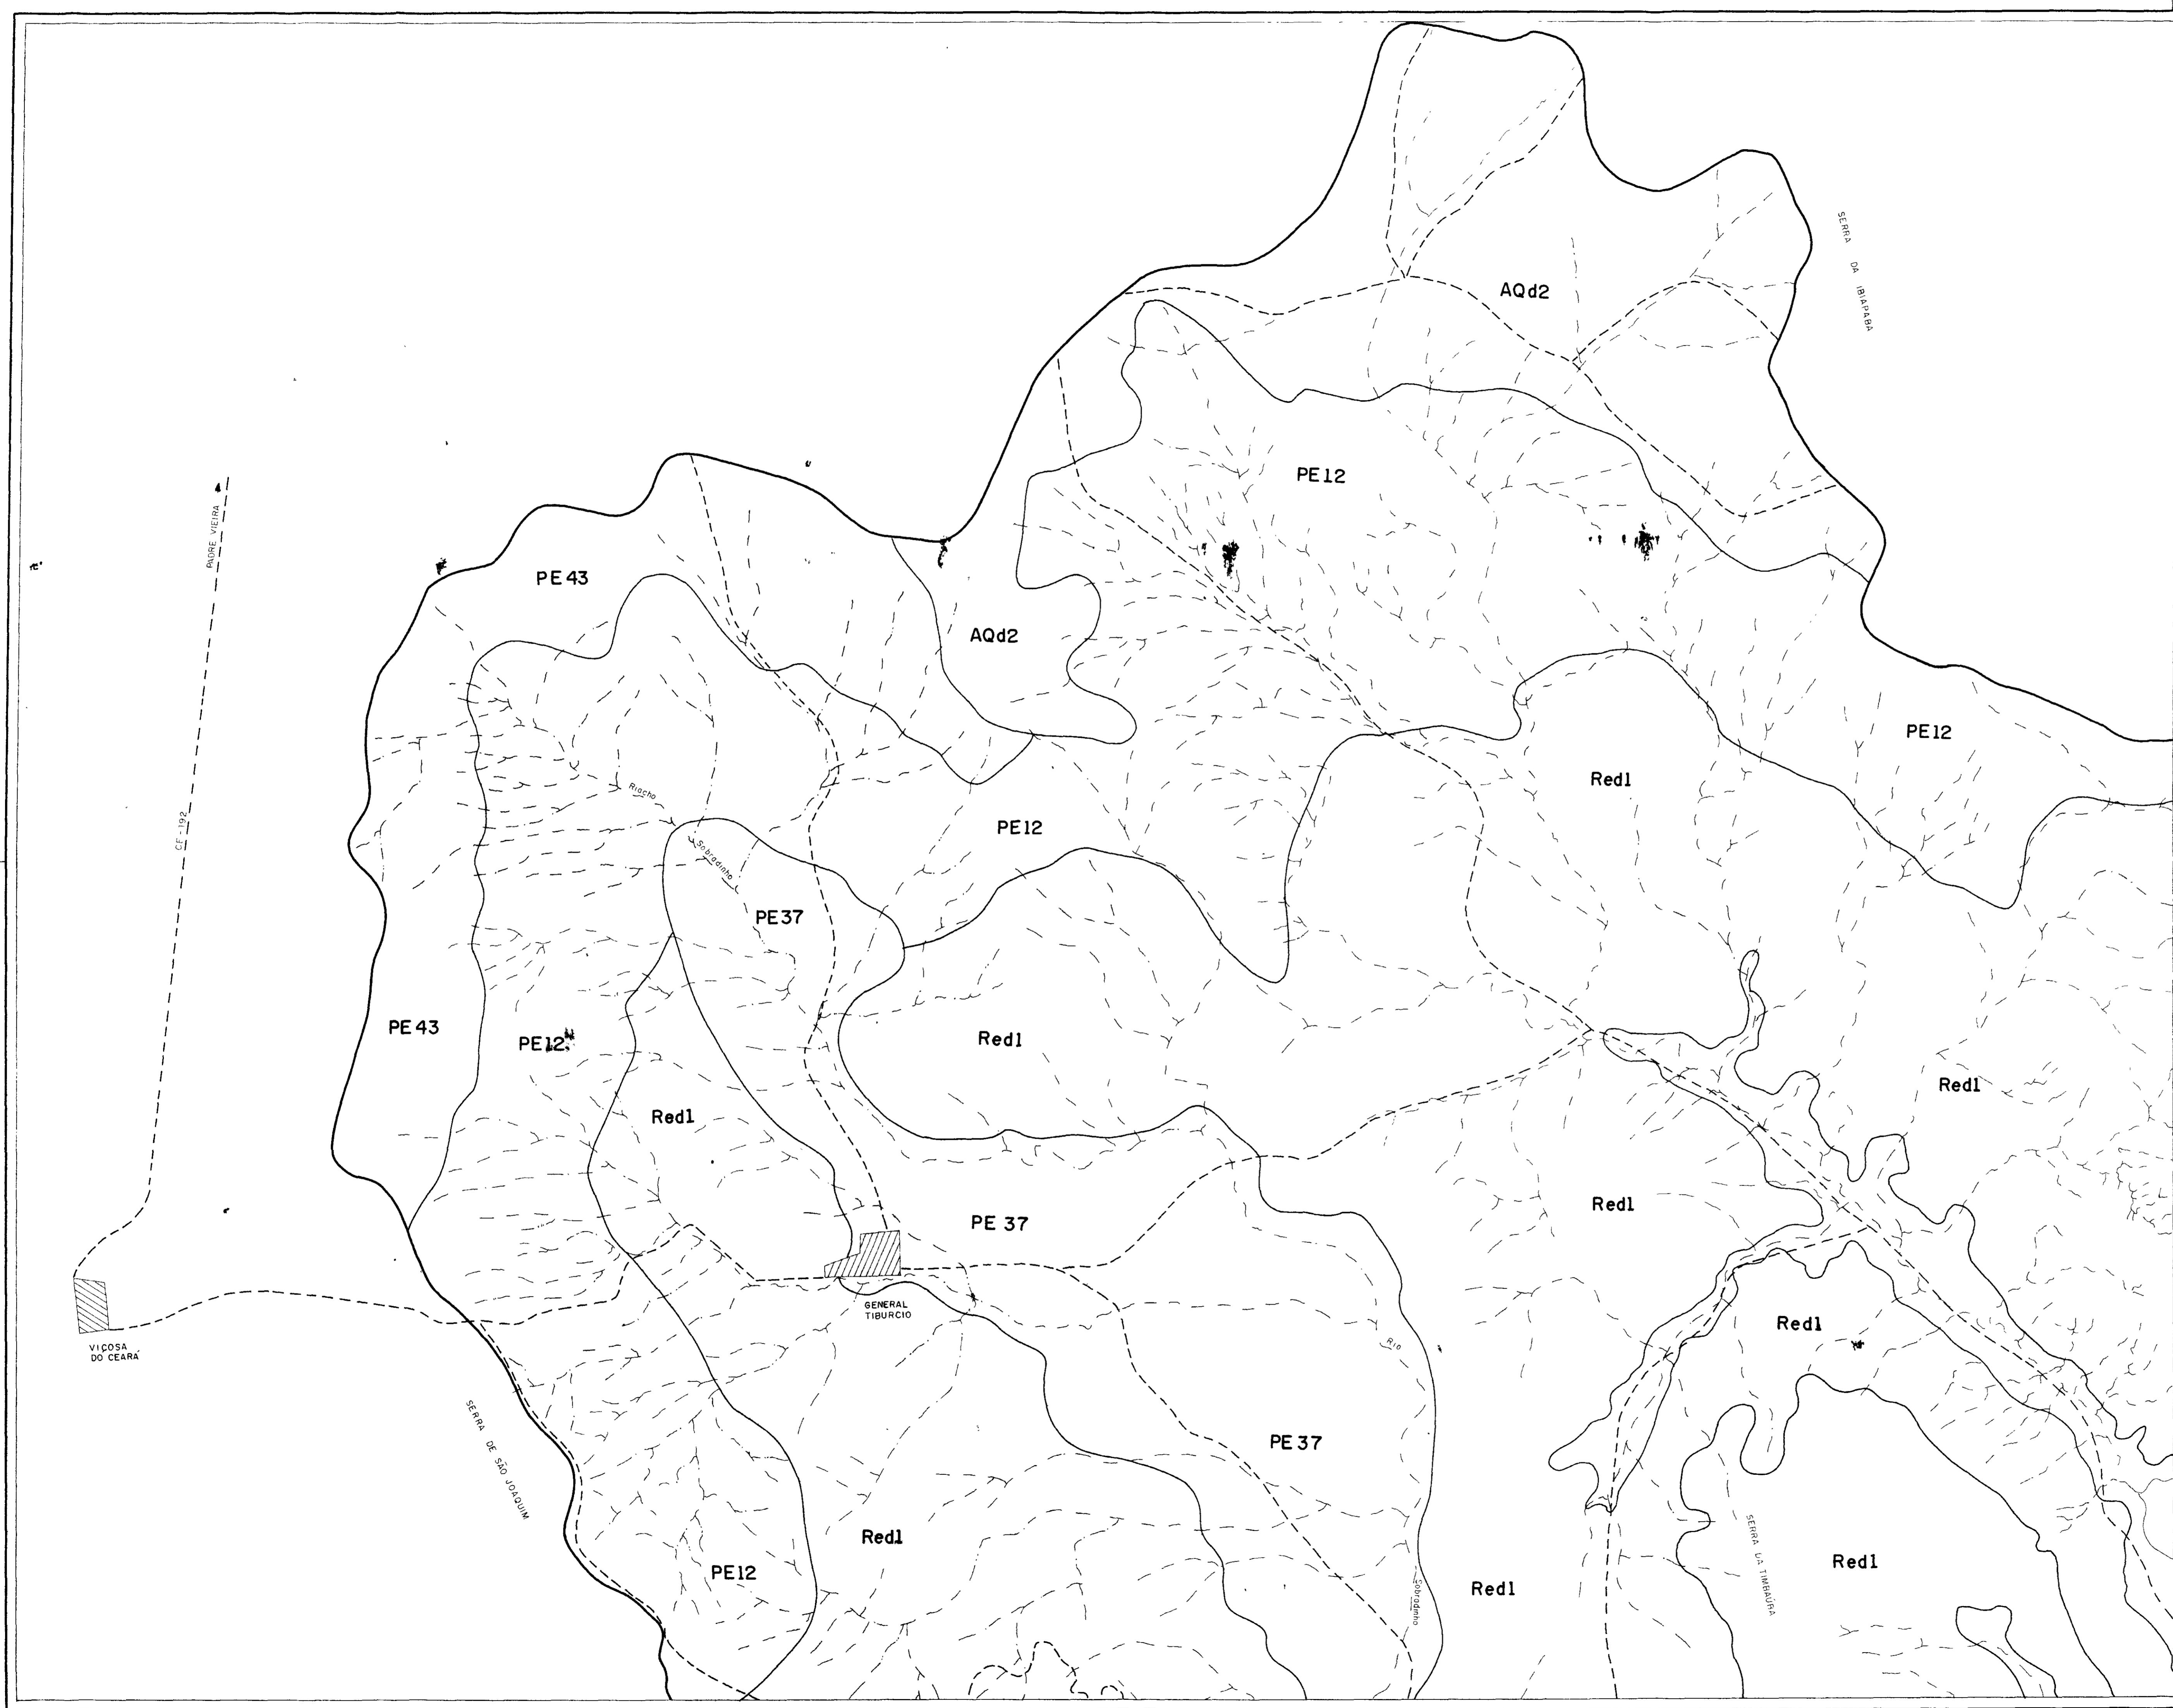 SERRA DA IBIAPABA
AQd2
PE12
PADRE VIEIRA
PE43
AQd2
PE12
Red1
Riacho
CE-192
PE12
Sobradinho
PE37
PE43
PE12
Red1
Red1
Red1
Red1
PE 37
GENERAL
TIBURCIO
Red1
Rio
VIÇOSA
DO CEARÁ
SERRA DE SÃO JOAQUIM
PE37
Red1
PE12
Red1
Sobradinho
SERRA DA TIMBAÚRA
Red1